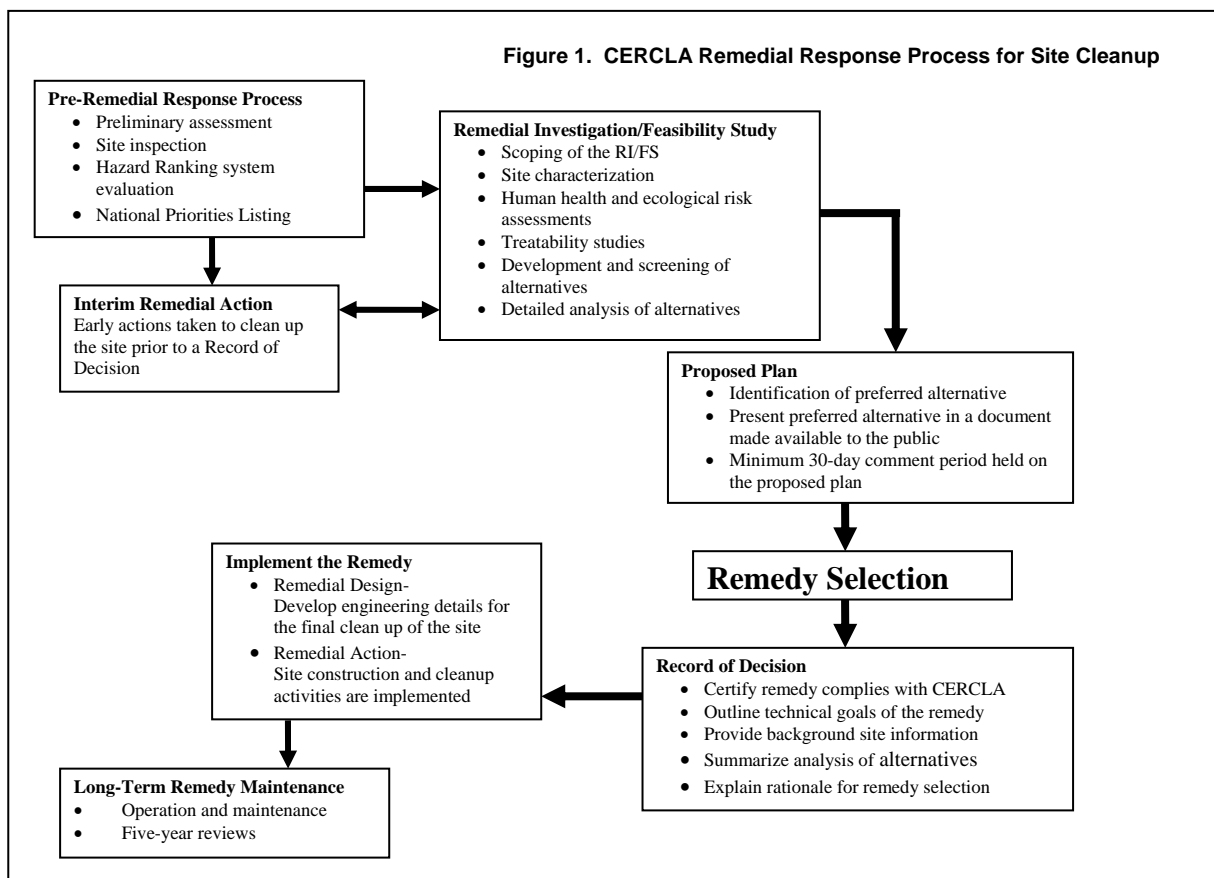 Figure 1. CERCLA Remedial Response Process for Site Cleanup
Pre-Remedial Response Process
• Preliminary assessment
• Site inspection
• Hazard Ranking system
evaluation
• National Priorities Listing
Remedial Investigation/Feasibility Study
• Scoping of the RI/FS
• Site characterization
• Human health and ecological risk
assessments
• Treatability studies
• Development and screening of
alternatives
• Detailed analysis of alternatives
Interim Remedial Action
Early actions taken to clean up
the site prior to a Record of
Decision
Proposed Plan
• Identification of preferred alternative
• Present preferred alternative in a document
made available to the public
• Minimum 30-day comment period held on
the proposed plan
Remedy Selection
Record of Decision
• Certify remedy complies with CERCLA
• Outline technical goals of the remedy
• Provide background site information
• Summarize analysis of alternatives
• Explain rationale for remedy selection
Implement the Remedy
• Remedial Design-
Develop engineering details for
the final clean up of the site
• Remedial Action-
Site construction and cleanup
activities are implemented
Long-Term Remedy Maintenance
• Operation and maintenance
• Five-year reviews